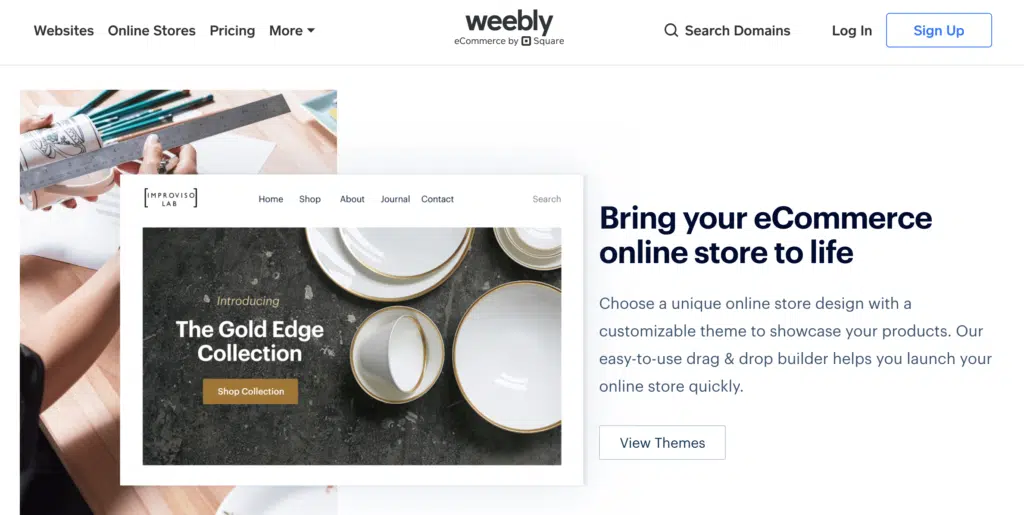 Websites Online Stores Pricing More
weebly
eCommerce by Square
Search Domains
Log In
Sign Up
IMPROVISO
LAB
Home Shop About Journal Contact
Search
Introducing
The Gold Edge
Collection
Shop Collection
Bring your eCommerce
online store to life
Choose a unique online store design with a
customizable theme to showcase your products. Our
easy-to-use drag & drop builder helps you launch your
online store quickly.
View Themes